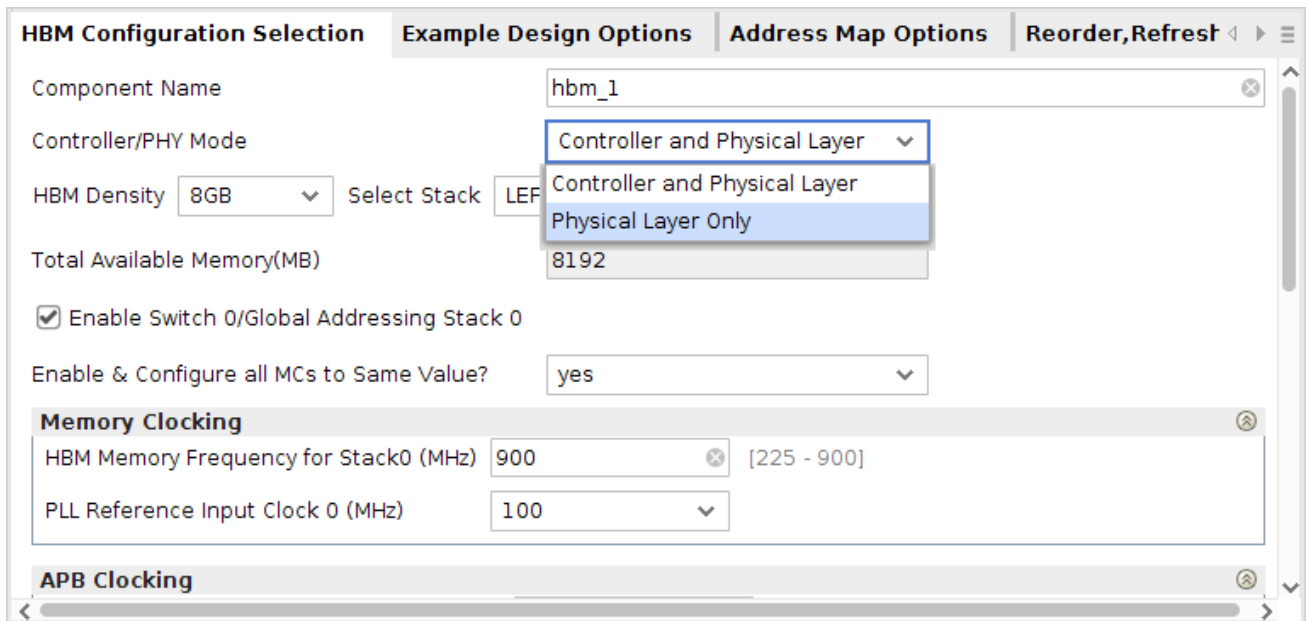 HBM Configuration Selection Example Design Options Address Map Options Reorder,Refresh
Component Name hbm_1
Controller/PHY Mode Controller and Physical Layer
Controller and Physical Layer
HBM Density 8GB Select Stack LEF
Physical Layer Only
Total Available Memory(MB) 8192
Enable Switch 0/Global Addressing Stack 0
Enable & Configure all MCs to Same Value? yes
Memory Clocking
HBM Memory Frequency for Stack0 (MHz) 900 [225 - 900]
PLL Reference Input Clock 0 (MHz) 100
APB Clocking